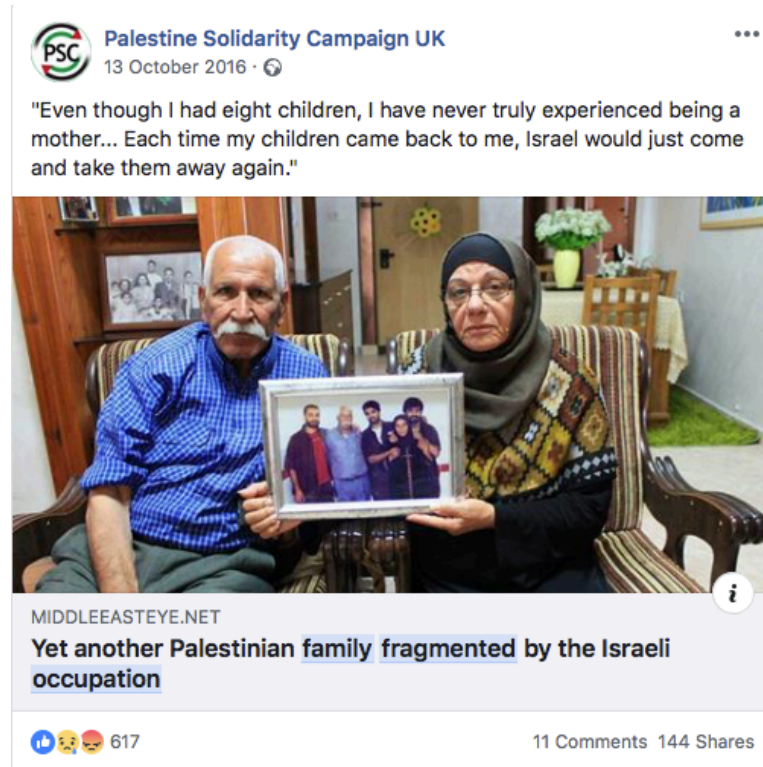 PSC
Palestine Solidarity Campaign UK
13 October 2016 ·
"Even though I had eight children, I have never truly experienced being a
mother... Each time my children came back to me, Israel would just come
and take them away again."
i
MIDDLEEASTEYE.NET
Yet another Palestinian family fragmented by the Israeli
occupation
617
11 Comments 144 Shares